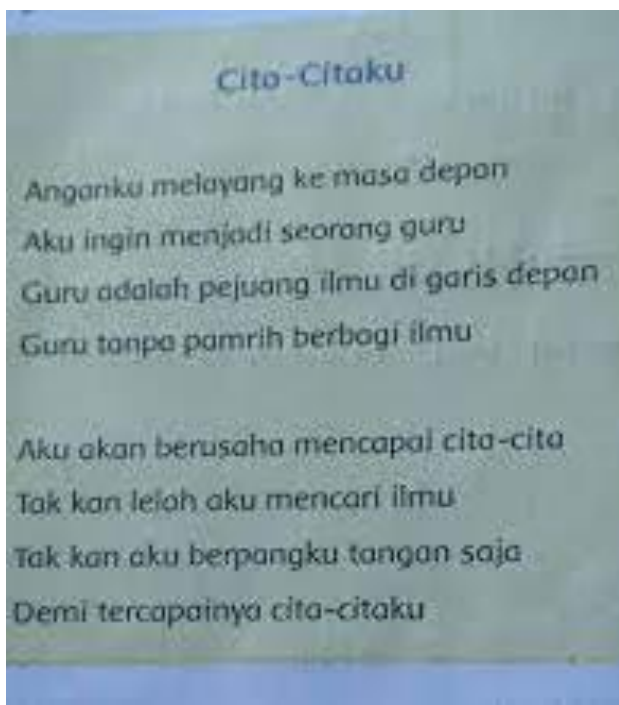 Cita-Citaku
Anganku melayang ke masa depan
Aku ingin menjadi seorang guru
Guru adalah pejuang ilmu di garis depan
Guru tanpa pamrih berbagi ilmu
Aku akan berusaha mencapai cita-cita
Tak kan lelah aku mencari ilmu
Tak kan aku berpangku tangan saja
Demi tercapainya cita-citaku